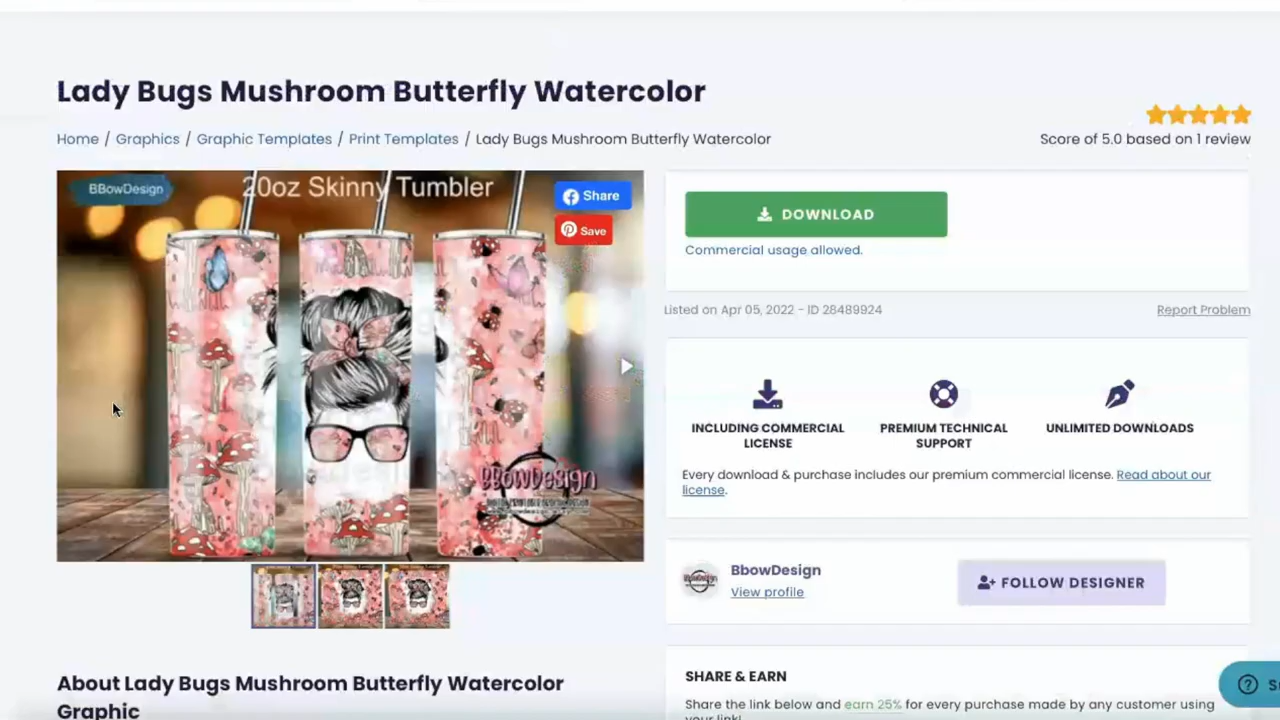 Lady Bugs Mushroom Butterfly Watercolor
Home / Graphics / Graphic Templates / Print Templates / Lady Bugs Mushroom Butterfly Watercolor
Score of 5.0 based on 1 review
BBowDesign
20oz Skinny Tumbler
Share
Save
BBowDesign
DOWNLOAD
Commercial usage allowed.
Listed on Apr 05, 2022 - ID 28489924
Report Problem
INCLUDING COMMERCIAL
LICENSE
PREMIUM TECHNICAL
SUPPORT
UNLIMITED DOWNLOADS
Every download & purchase includes our premium commercial license. Read about our
license.
BbowDesign
View profile
FOLLOW DESIGNER
About Lady Bugs Mushroom Butterfly Watercolor
Graphic
SHARE & EARN
Share the link below and earn 25% for every purchase made by any customer using
your link!